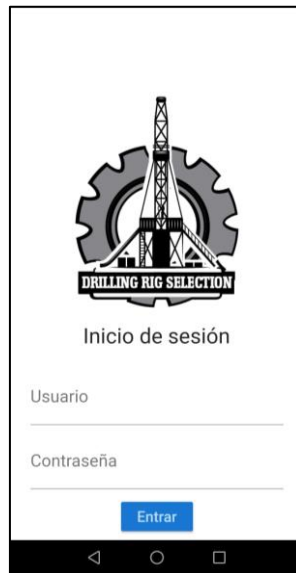 DRILLING RIG SELECTION
Inicio de sesión
Usuario
Contraseña
Entrar